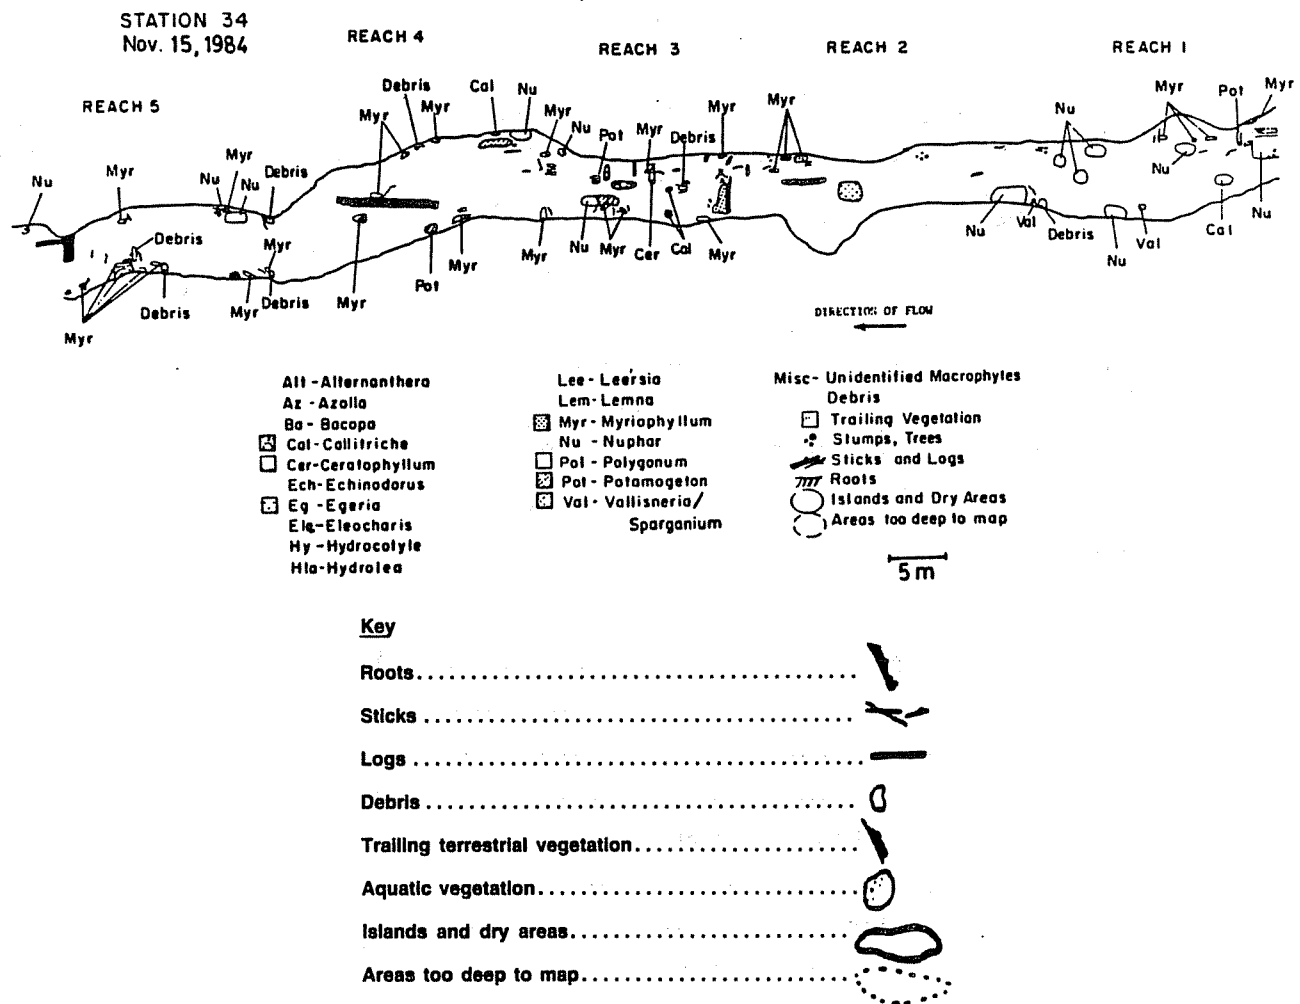 STATION 34
Nov. 15, 1984
REACH 5
REACH 4
REACH 3
REACH 2
REACH 1
Nu
Myr
Nu
Myr
Nu
Debris
Myr
Debris
Myr
Cal
Nu
Myr
Nu
Pot
Myr
Debris
Myr
Myr
Nu
Myr
Nu
Pot
Myr
Debris
Myr
Debris
Myr
Myr
Debris
Myr
Pot
Myr
Myr
Nu
Myr
Cer
Cal
Myr
Nu
Val
Debris
Nu
Val
Cal
Nu
DIRECTION OF FLOW
Alt - Alternanthera
Az - Azolla
Ba - Bacopa
Cal - Callitriche
Cer - Ceratophyllum
Ech - Echinodorus
Eg - Egeria
Ele - Eleocharis
Hy - Hydrocotyle
Hla - Hydrolea
Lee - Leersia
Lem - Lemna
Myr - Myriophyllum
Nu - Nuphar
Pol - Polygonum
Pot - Potamogeton
Val - Vallisneria/
Sparganium
Misc - Unidentified Macrophytes
Debris
Trailing Vegetation
Stumps, Trees
Sticks and Logs
Roots
Islands and Dry Areas
Areas too deep to map
5 m
Key
Roots
Sticks
Logs
Debris
Trailing terrestrial vegetation
Aquatic vegetation
Islands and dry areas
Areas too deep to map